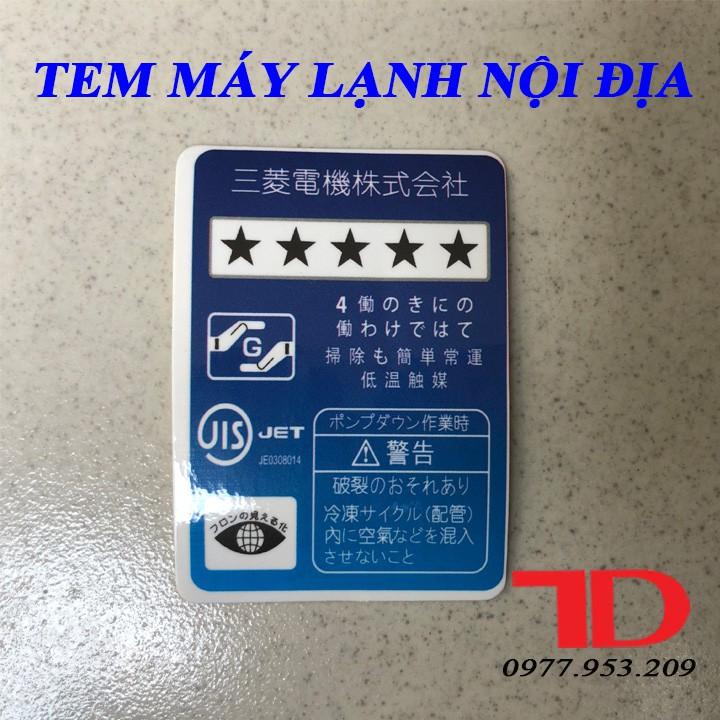 TEM MÁY LẠNH NỘI ĐỊA
三菱電機株式会社
★★★★★
4働のきにの
働わけではて
掃除も簡単常運
低温触媒
G
JIS JET
JE0308014
フロンの見える化
ポンプダウン作業時
⚠警告
破裂のおそれあり
冷凍サイクル(配管)
内に空氣などを混入
させないこと
TD
0977.953.209